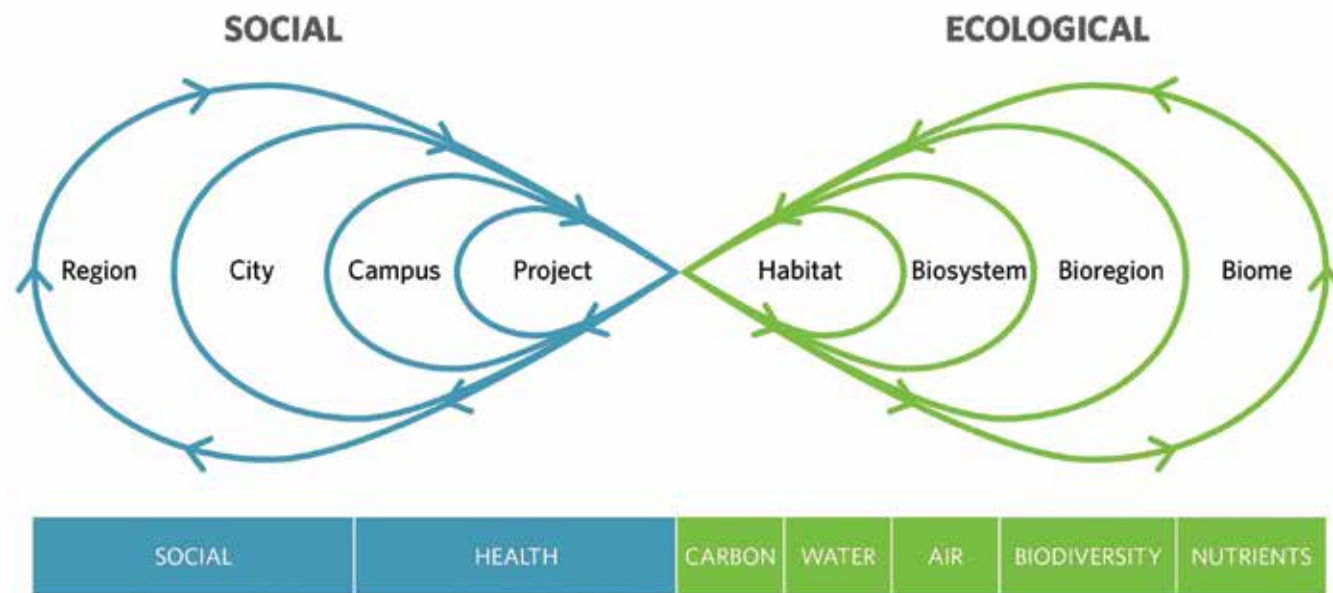 SOCIAL ECOLOGICAL
Region City Campus Project Habitat Biosystem Bioregion Biome
SOCIAL HEALTH CARBON WATER AIR BIODIVERSITY NUTRIENTS